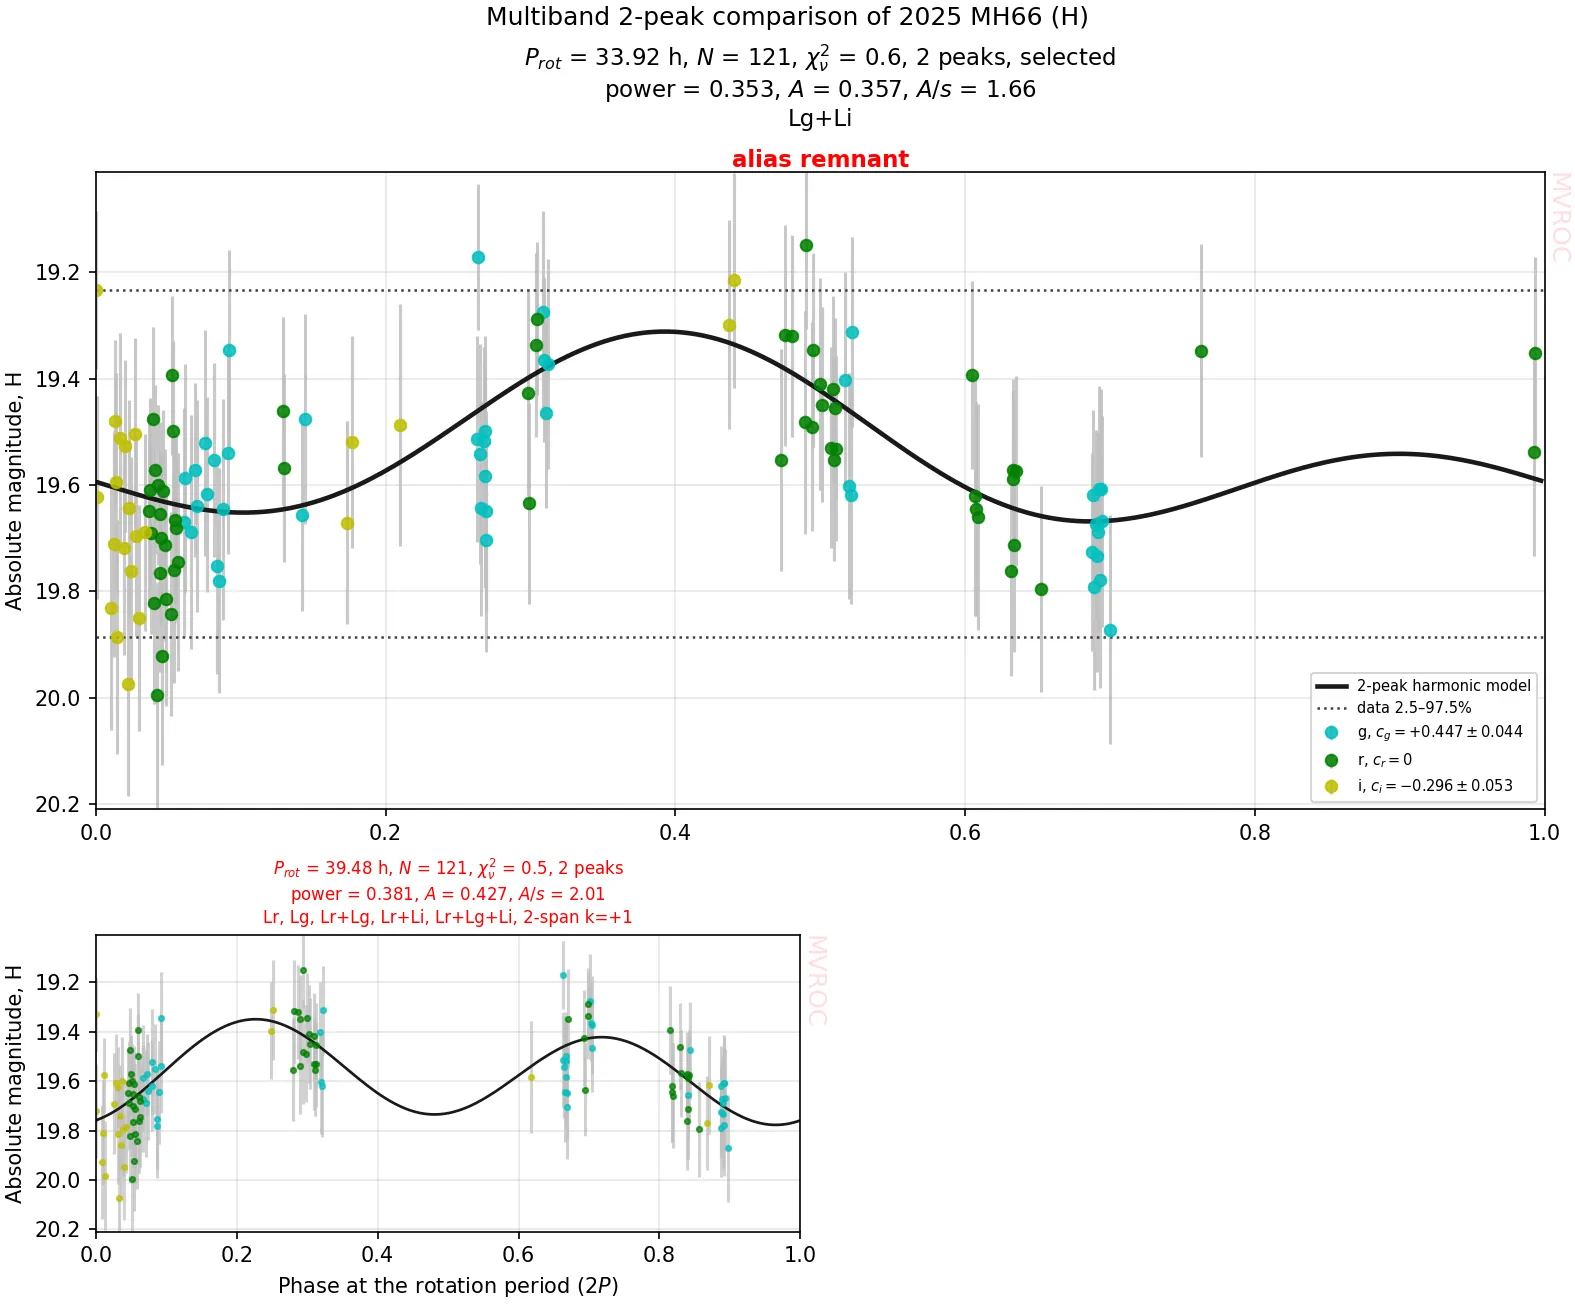 Multiband 2-peak comparison of 2025 MH66 (H)
P_rot = 33.92 h, N = 121, χ²_ν = 0.6, 2 peaks, selected
power = 0.353, A = 0.357, A/s = 1.66
Lg+Li
alias remnant
MVROC
Absolute magnitude, H
19.2
19.4
19.6
19.8
20.0
20.2
2-peak harmonic model
data 2.5–97.5%
g, c_g = +0.447 ± 0.044
r, c_r = 0
i, c_i = −0.296 ± 0.053
0.0 0.2 0.4 0.6 0.8 1.0
P_rot = 39.48 h, N = 121, χ²_ν = 0.5, 2 peaks
power = 0.381, A = 0.427, A/s = 2.01
Lr, Lg, Lr+Lg, Lr+Li, Lr+Lg+Li, 2-span k=+1
MVROC
Absolute magnitude, H
19.2
19.4
19.6
19.8
20.0
20.2
0.0 0.2 0.4 0.6 0.8 1.0
Phase at the rotation period (2P)